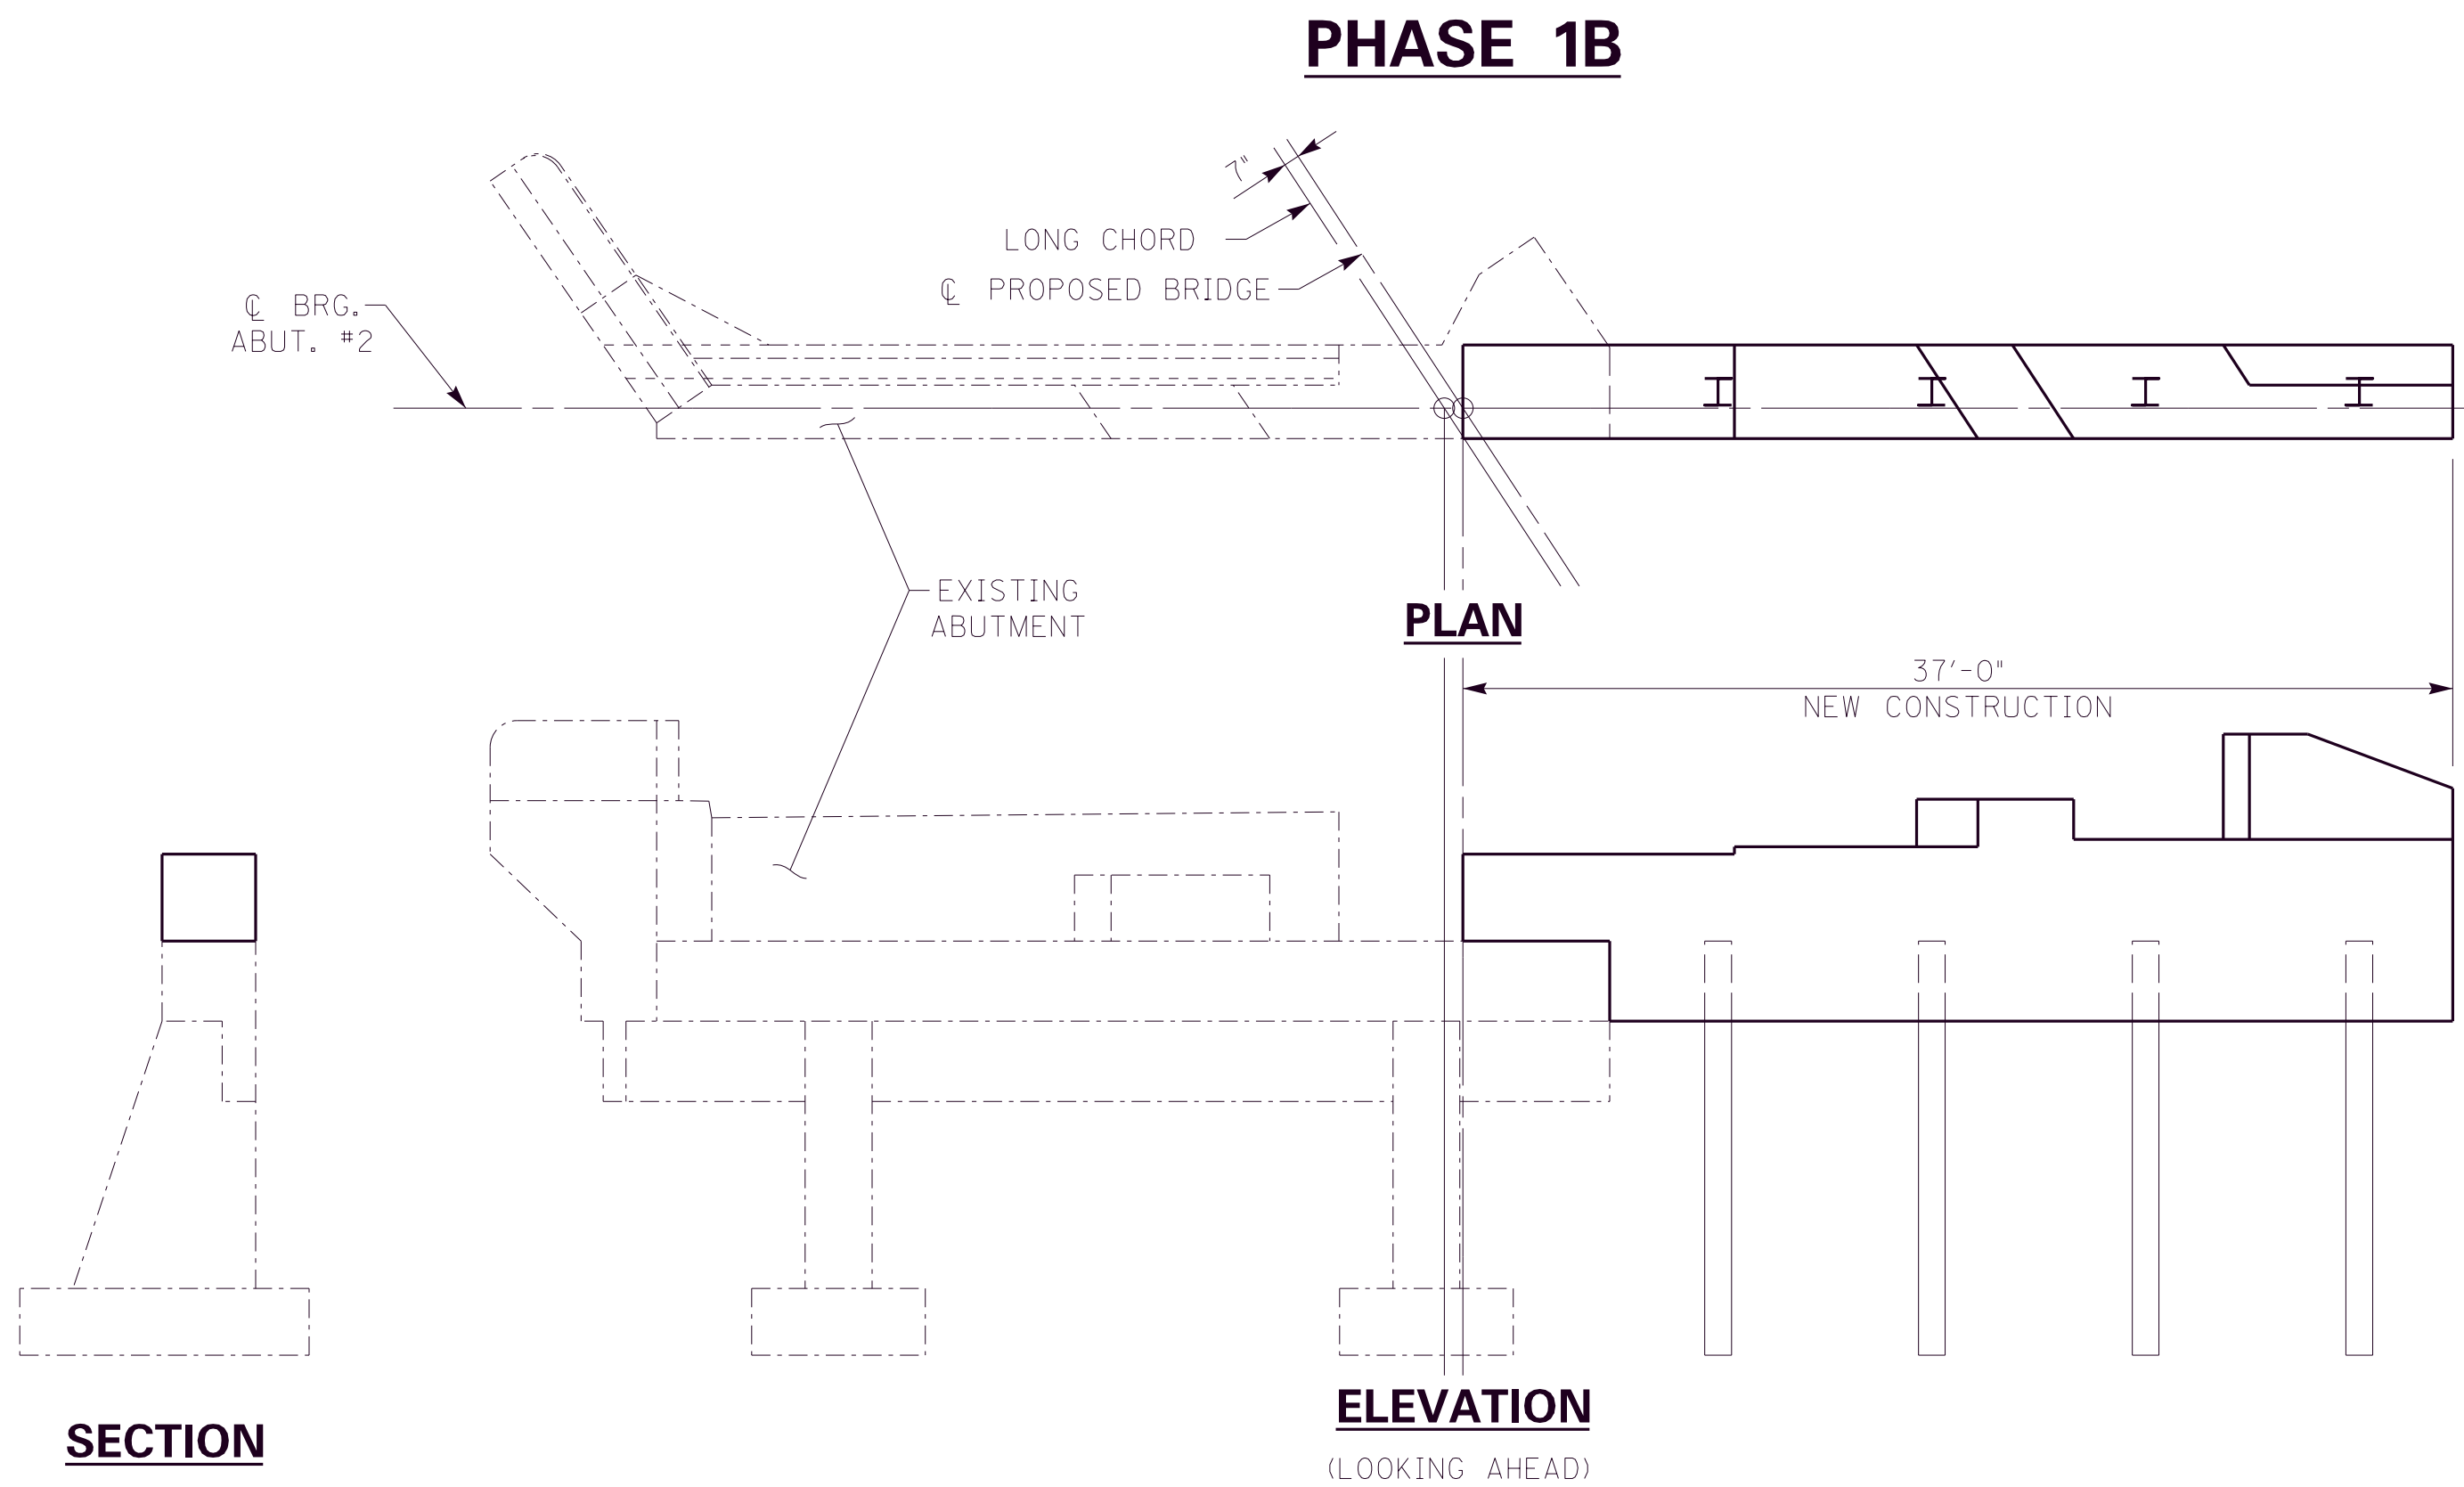 PHASE 1B
7"
LONG CHORD
℄ PROPOSED BRIDGE
℄ BRG.
ABUT. #2
EXISTING
ABUTMENT
PLAN
37'-0"
NEW CONSTRUCTION
ELEVATION
(LOOKING AHEAD)
SECTION